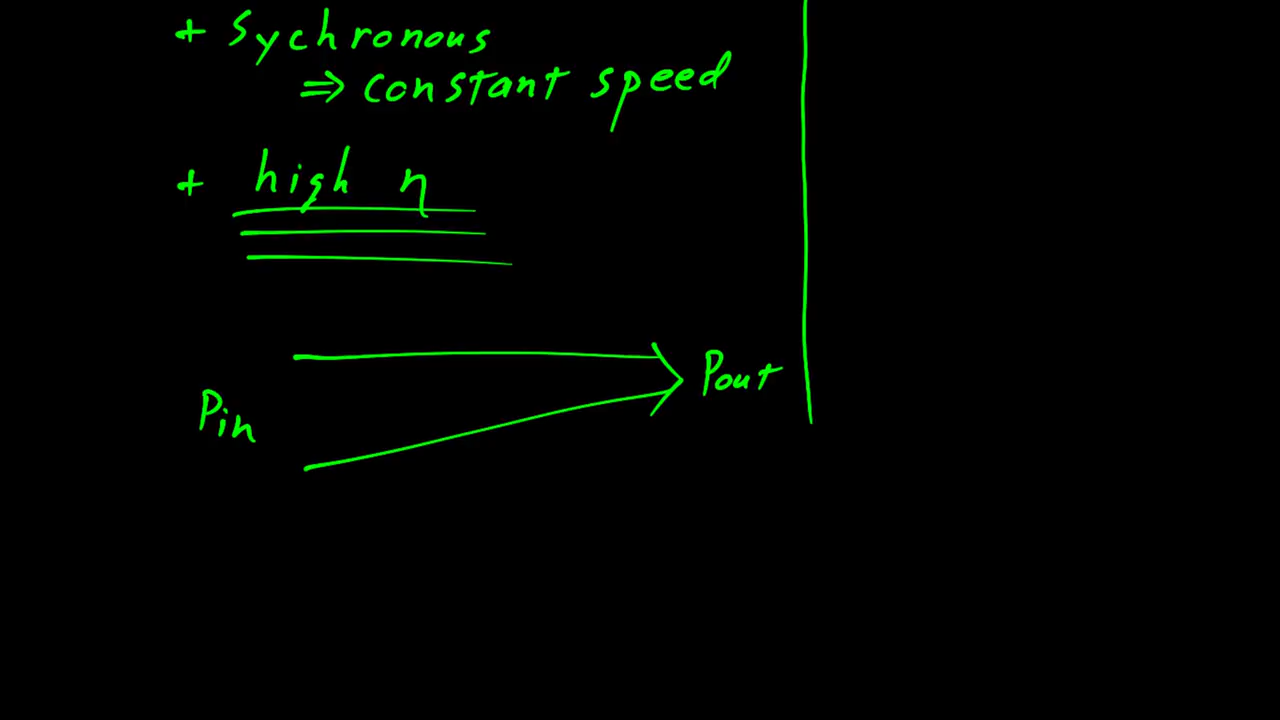 + Sychronous
⇒ constant speed
+ high η
Pout
Pin